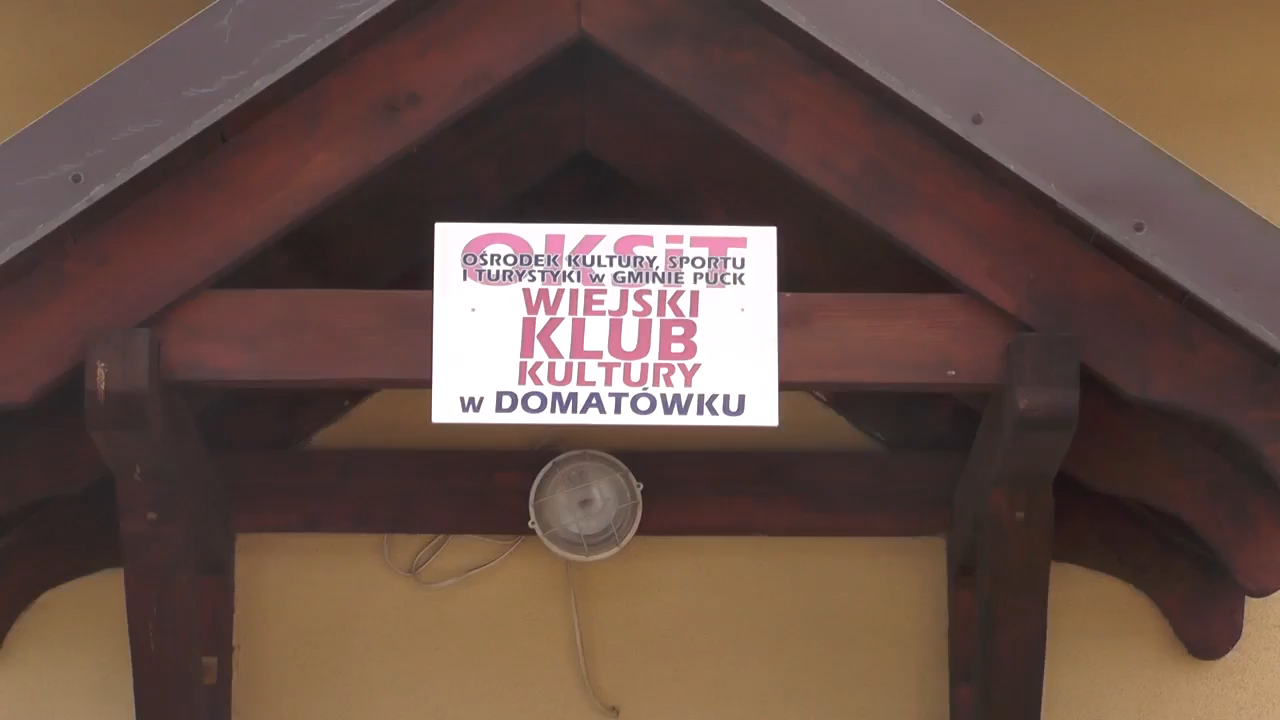 OKSiT
OŚRODEK KULTURY, SPORTU
I TURYSTYKI w GMINIE PUCK
WIEJSKI
KLUB
KULTURY
w DOMATÓWKU